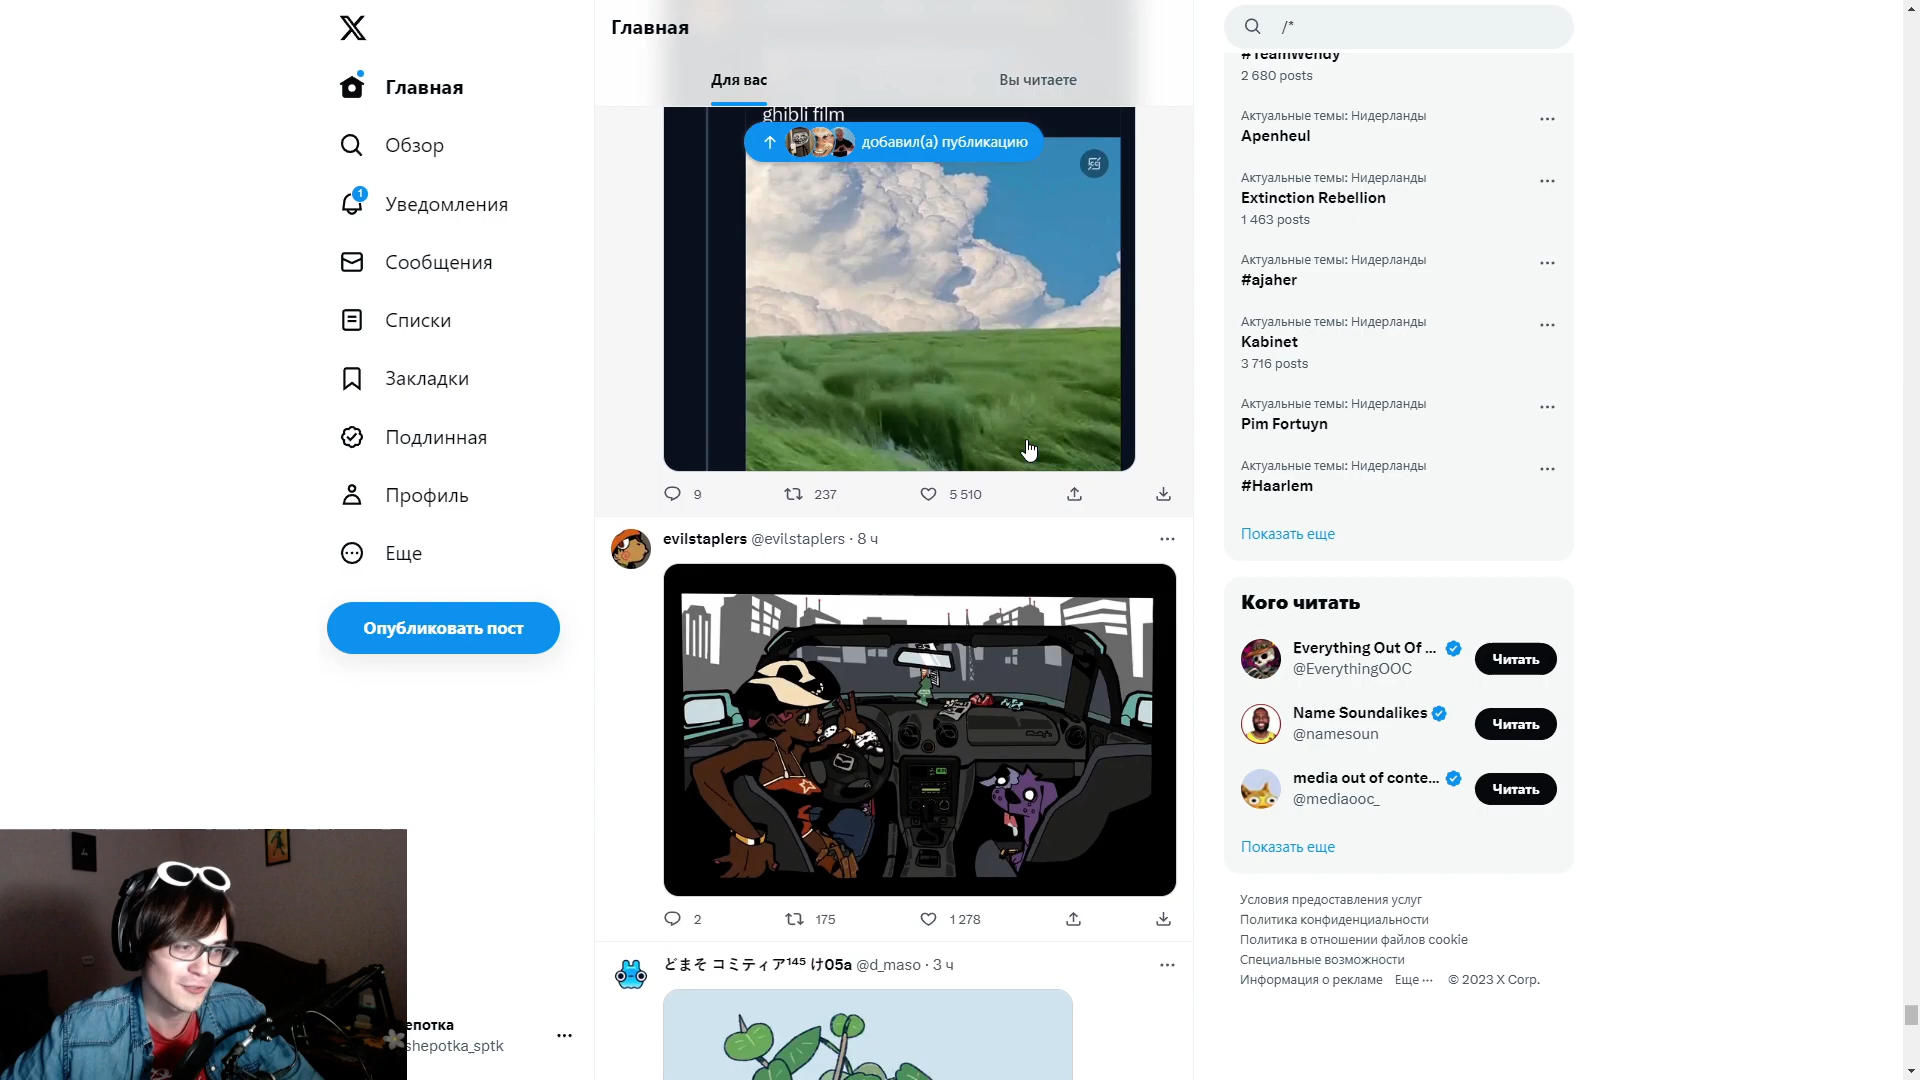 Главная
Обзор
1
Уведомления
Сообщения
Списки
Закладки
Подлинная
Профиль
Еще
Опубликовать пост
епотка
shepotka_sptk
Главная
Для вас
Вы читаете
ghibli film
добавил(а) публикацию
9
237
5 510
evilstaplers @evilstaplers · 8 ч
2
175
1 278
どまそ コミティア¹⁴⁵ け05a @d_maso · 3 ч
/*
#TeamWendy
2 680 posts
Актуальные темы: Нидерланды
Apenheul
Актуальные темы: Нидерланды
Extinction Rebellion
1 463 posts
Актуальные темы: Нидерланды
#ajaher
Актуальные темы: Нидерланды
Kabinet
3 716 posts
Актуальные темы: Нидерланды
Pim Fortuyn
Актуальные темы: Нидерланды
#Haarlem
Показать еще
Кого читать
Everything Out Of ...
@EverythingOOC
Читать
Name Soundalikes
@namesoun
Читать
media out of conte...
@mediaooc_
Читать
Показать еще
Условия предоставления услуг
Политика конфиденциальности
Политика в отношении файлов cookie
Специальные возможности
Информация о рекламе Еще ··· © 2023 X Corp.